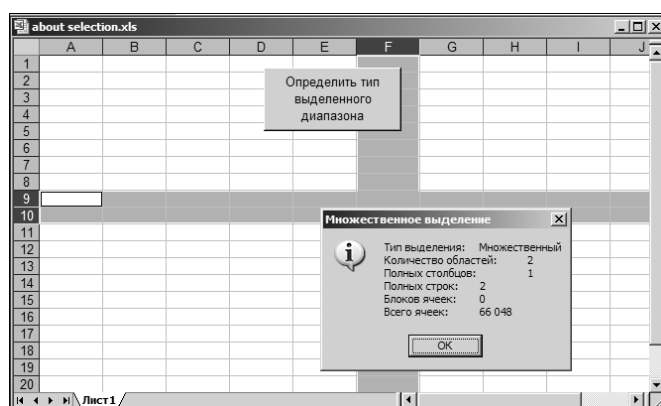 about selection.xls
A B C D E F G H I J
1
2
3
4
5
6
7
8
9
10
11
12
13
14
15
16
17
18
19
20
Определить тип
выделенного
диапазона
Множественное выделение
Тип выделения: Множественный
Количество областей: 2
Полных столбцов: 1
Полных строк: 2
Блоков ячеек: 0
Всего ячеек: 66 048
OK
Лист1